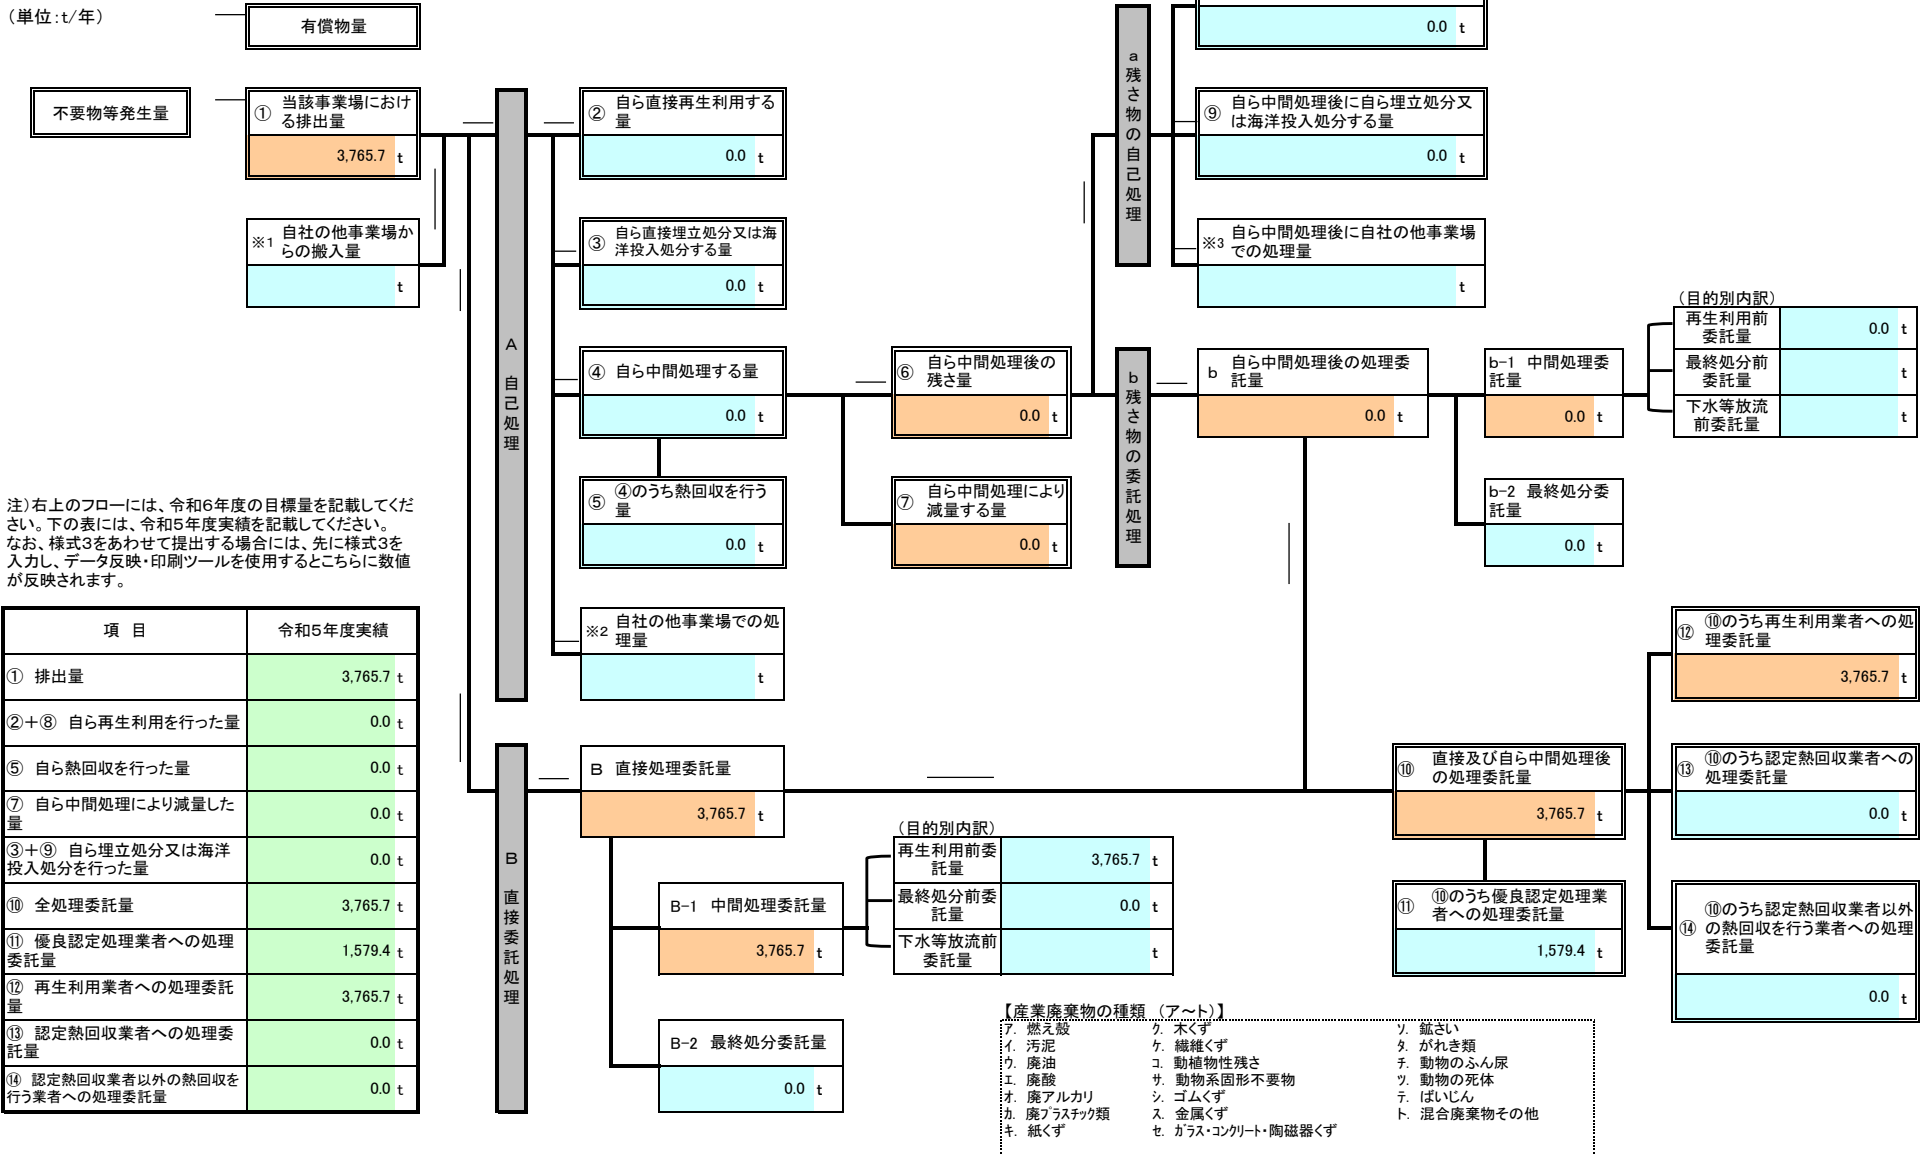 （単位：t/年）
有償物量
不要物等発生量
① 当該事業場におけ
る排出量
3,765.7 t
※1 自社の他事業場か
らの搬入量
t
A 自己処理
② 自ら直接再生利用する
量
0.0 t
③ 自ら直接埋立処分又は海
洋投入処分する量
0.0 t
④ 自ら中間処理する量
0.0 t
⑤ ④のうち熱回収を行う
量
0.0 t
※2 自社の他事業場での処
理量
t
⑥ 自ら中間処理後の
残さ量
0.0 t
⑦ 自ら中間処理により
減量する量
0.0 t
a 残さ物の自己処理
0.0 t
⑨ 自ら中間処理後に自ら埋立処分又
は海洋投入処分する量
0.0 t
※3 自ら中間処理後に自社の他事業場
での処理量
t
b 残さ物の委託処理
b 自ら中間処理後の処理委
託量
0.0 t
b-1 中間処理委
託量
0.0 t
（目的別内訳）
再生利用前
委託量
0.0 t
最終処分前
委託量
t
下水等放流
前委託量
t
b-2 最終処分委
託量
0.0 t
注）右上のフローには、令和6年度の目標量を記載してくだ
さい。下の表には、令和5年度実績を記載してください。
なお、様式3をあわせて提出する場合には、先に様式3を
入力し、データ反映・印刷ツールを使用するとこちらに数値
が反映されます。
項 目 令和5年度実績
① 排出量 3,765.7 t
②＋⑧ 自ら再生利用を行った量 0.0 t
⑤ 自ら熱回収を行った量 0.0 t
⑦ 自ら中間処理により減量した
量 0.0 t
③＋⑨ 自ら埋立処分又は海洋
投入処分を行った量 0.0 t
⑩ 全処理委託量 3,765.7 t
⑪ 優良認定処理業者への処理
委託量 1,579.4 t
⑫ 再生利用業者への処理委託
量 3,765.7 t
⑬ 認定熱回収業者への処理委
託量 0.0 t
⑭ 認定熱回収業者以外の熱回収を
行う業者への処理委託量 0.0 t
B 直接委託処理
B 直接処理委託量
3,765.7 t
B-1 中間処理委託量
3,765.7 t
（目的別内訳）
再生利用前委
託量
3,765.7 t
最終処分前委
託量
0.0 t
下水等放流前
委託量
t
B-2 最終処分委託量
0.0 t
⑩ 直接及び自ら中間処理後
の処理委託量
3,765.7 t
⑪ ⑩のうち優良認定処理業
者への処理委託量
1,579.4 t
⑫ ⑩のうち再生利用業者への処
理委託量
3,765.7 t
⑬ ⑩のうち認定熱回収業者への
処理委託量
0.0 t
⑭ ⑩のうち認定熱回収業者以外
の熱回収を行う業者への処理
委託量
0.0 t
【産業廃棄物の種類 （ア～ト）】
ア. 燃え殻 ク. 木くず ソ. 鉱さい
イ. 汚泥 ケ. 繊維くず タ. がれき類
ウ. 廃油 コ. 動植物性残さ チ. 動物のふん尿
エ. 廃酸 サ. 動物系固形不要物 ツ. 動物の死体
オ. 廃アルカリ シ. ゴムくず テ. ばいじん
カ. 廃プラスチック類 ス. 金属くず ト. 混合廃棄物その他
キ. 紙くず セ. ガラス・コンクリート・陶磁器くず